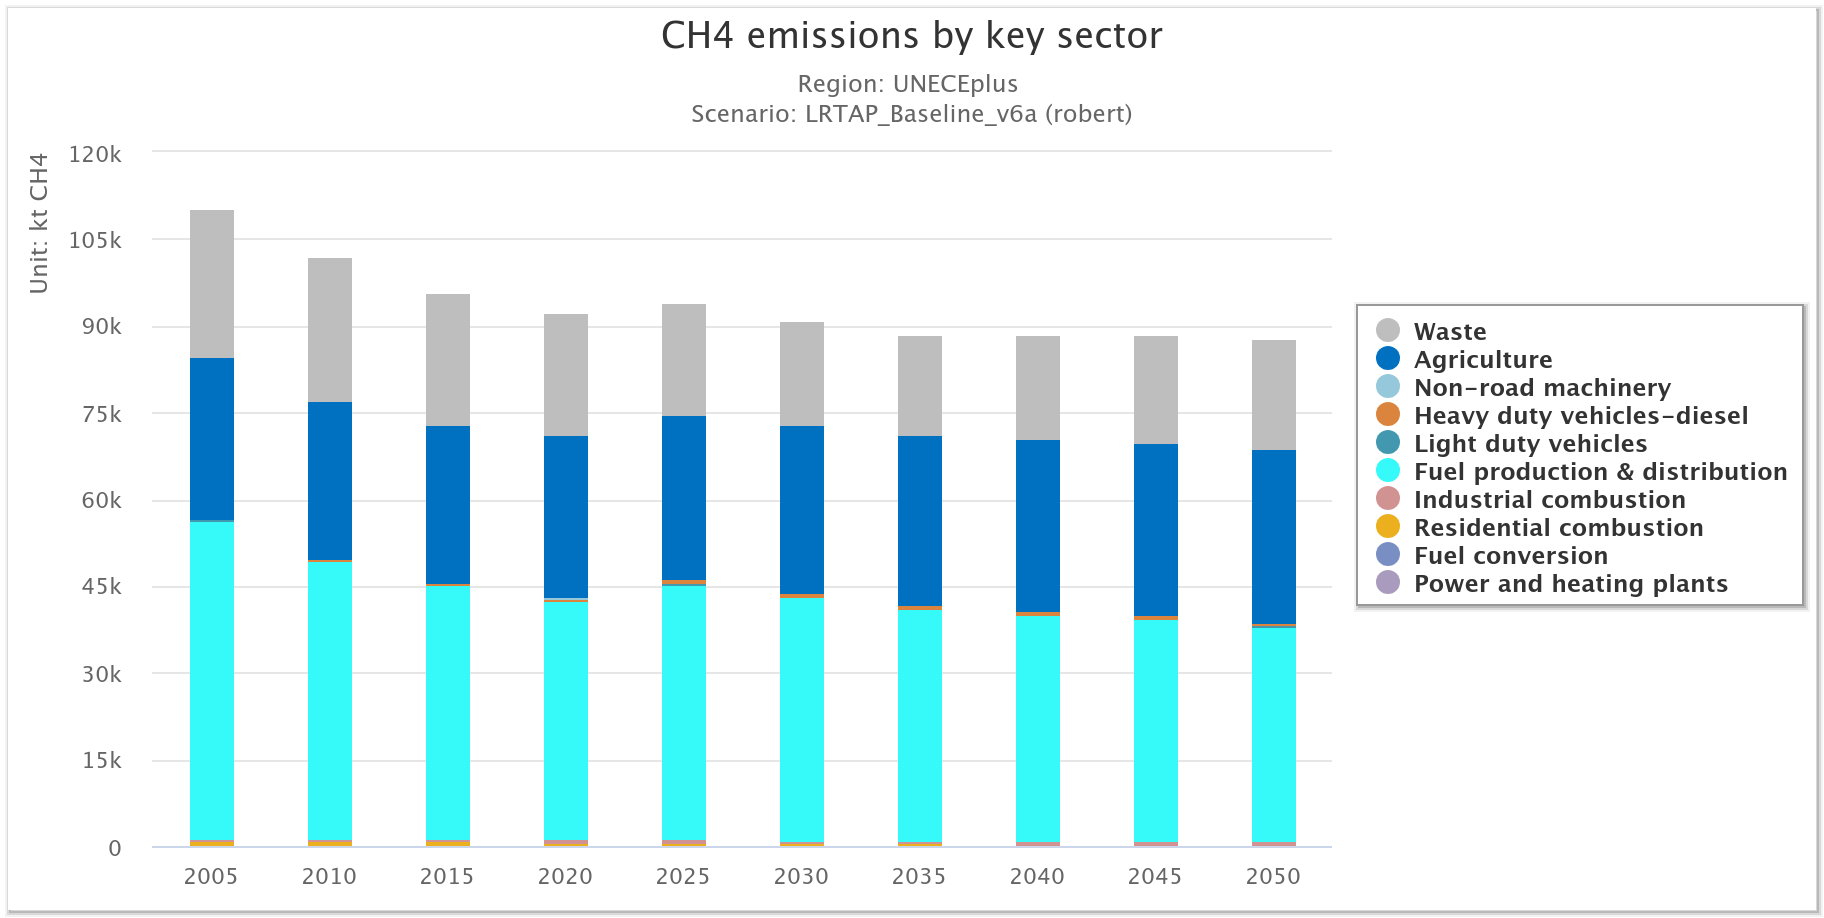 CH4 emissions by key sector
Region: UNECEplus
Scenario: LRTAP_Baseline_v6a (robert)
Unit: kt CH4
120k
105k
90k
75k
60k
45k
30k
15k
0
2005 2010 2015 2020 2025 2030 2035 2040 2045 2050
Waste
Agriculture
Non-road machinery
Heavy duty vehicles-diesel
Light duty vehicles
Fuel production & distribution
Industrial combustion
Residential combustion
Fuel conversion
Power and heating plants